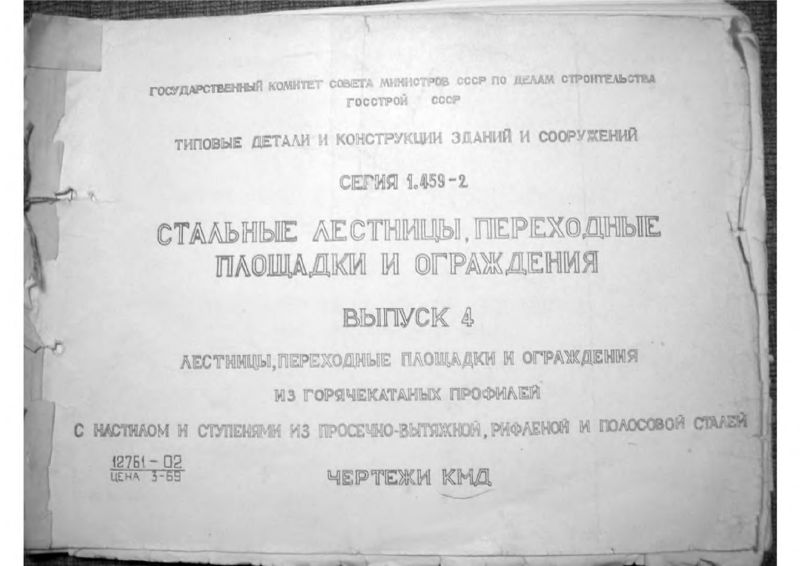 ГОСУДАРСТВЕННЫЙ КОМИТЕТ СОВЕТА МИНИСТРОВ СССР ПО ДЕЛАМ СТРОИТЕЛЬСТВА
ГОССТРОЙ СССР
ТИПОВЫЕ ДЕТАЛИ И КОНСТРУКЦИИ ЗДАНИЙ И СООРУЖЕНИЙ
СЕРИЯ 1.459-2
СТАЛЬНЫЕ ЛЕСТНИЦЫ, ПЕРЕХОДНЫЕ
ПЛОЩАДКИ И ОГРАЖДЕНИЯ
ВЫПУСК 4
ЛЕСТНИЦЫ, ПЕРЕХОДНЫЕ ПЛОЩАДКИ И ОГРАЖДЕНИЯ
ИЗ ГОРЯЧЕКАТАНЫХ ПРОФИЛЕЙ
С НАСТИЛОМ И СТУПЕНЯМИ ИЗ ПРОСЕЧНО-ВЫТЯЖНОЙ, РИФЛЕНОЙ И ПОЛОСОВОЙ СТАЛЕЙ
12761-02
ЦЕНА 3-69
ЧЕРТЕЖИ КМД